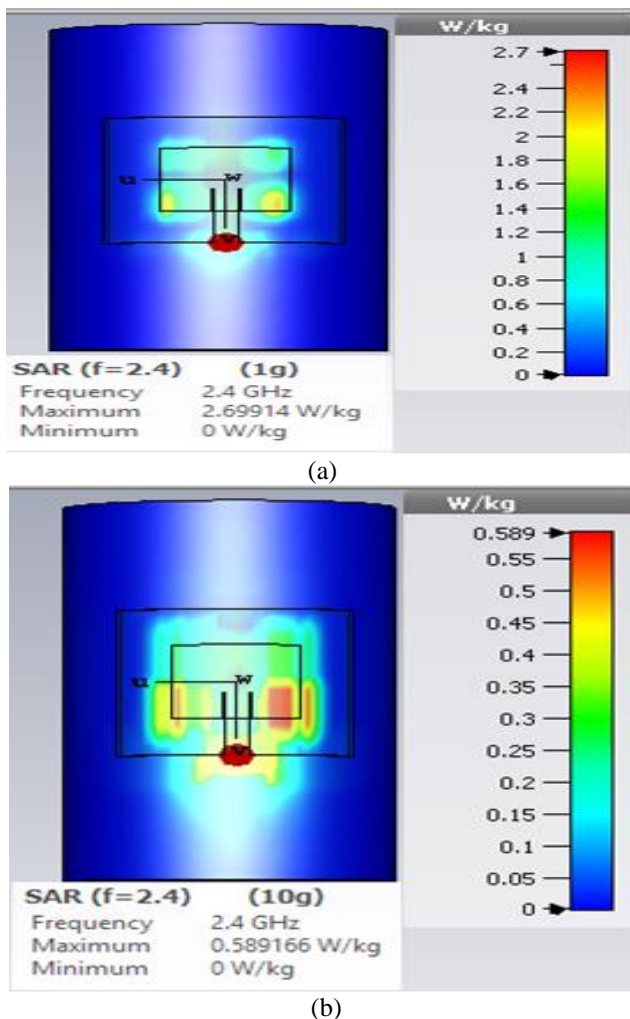 W/kg
2.7
2.4
2.2
2
1.8
1.6
1.4
1.2
1
0.8
0.6
0.4
0.2
0
u
w
v
SAR (f=2.4) (1g)
Frequency 2.4 GHz
Maximum 2.69914 W/kg
Minimum 0 W/kg
(a)
W/kg
0.589
0.55
0.5
0.45
0.4
0.35
0.3
0.25
0.2
0.15
0.1
0.05
0
u
w
v
SAR (f=2.4) (10g)
Frequency 2.4 GHz
Maximum 0.589166 W/kg
Minimum 0 W/kg
(b)